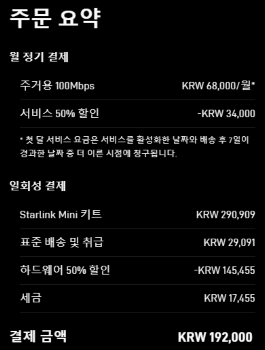 주문 요약
월 정기 결제
주거용 100Mbps KRW 68,000/월*
서비스 50% 할인 -KRW 34,000
* 첫 달 서비스 요금은 서비스를 활성화한 날짜와 배송 후 7일이
경과한 날짜 중 더 이른 시점에 청구됩니다.
일회성 결제
Starlink Mini 키트 KRW 290,909
표준 배송 및 취급 KRW 29,091
하드웨어 50% 할인 -KRW 145,455
세금 KRW 17,455
결제 금액 KRW 192,000